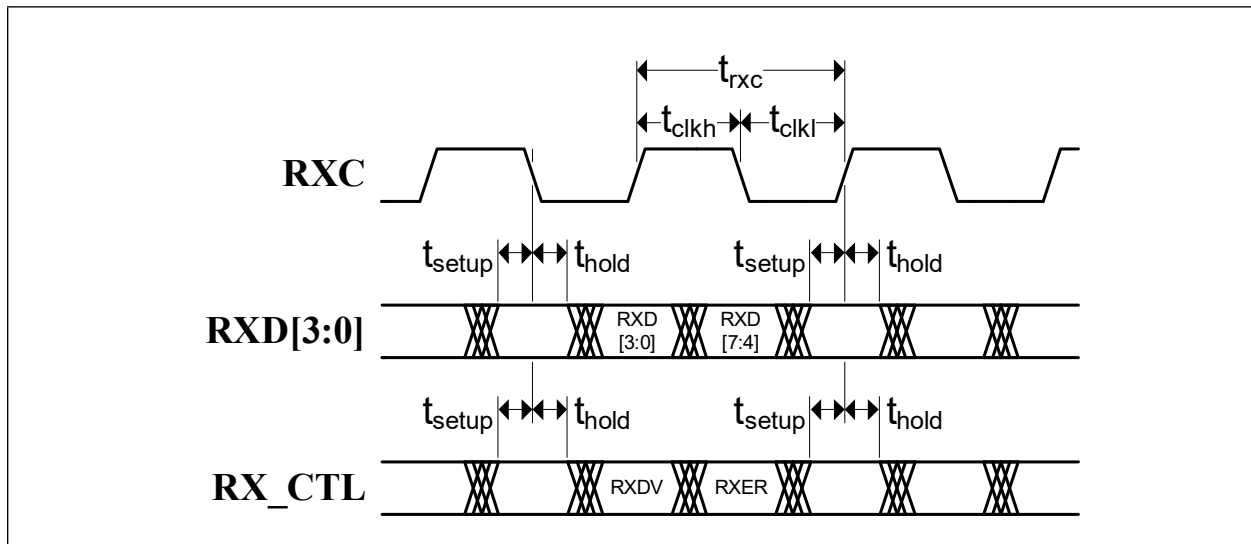 t_rxc
t_clkh t_clkl
RXC
t_setup t_hold t_setup t_hold
RXD[3:0] RXD RXD
[3:0] [7:4]
t_setup t_hold t_setup t_hold
RX_CTL RXDV RXER